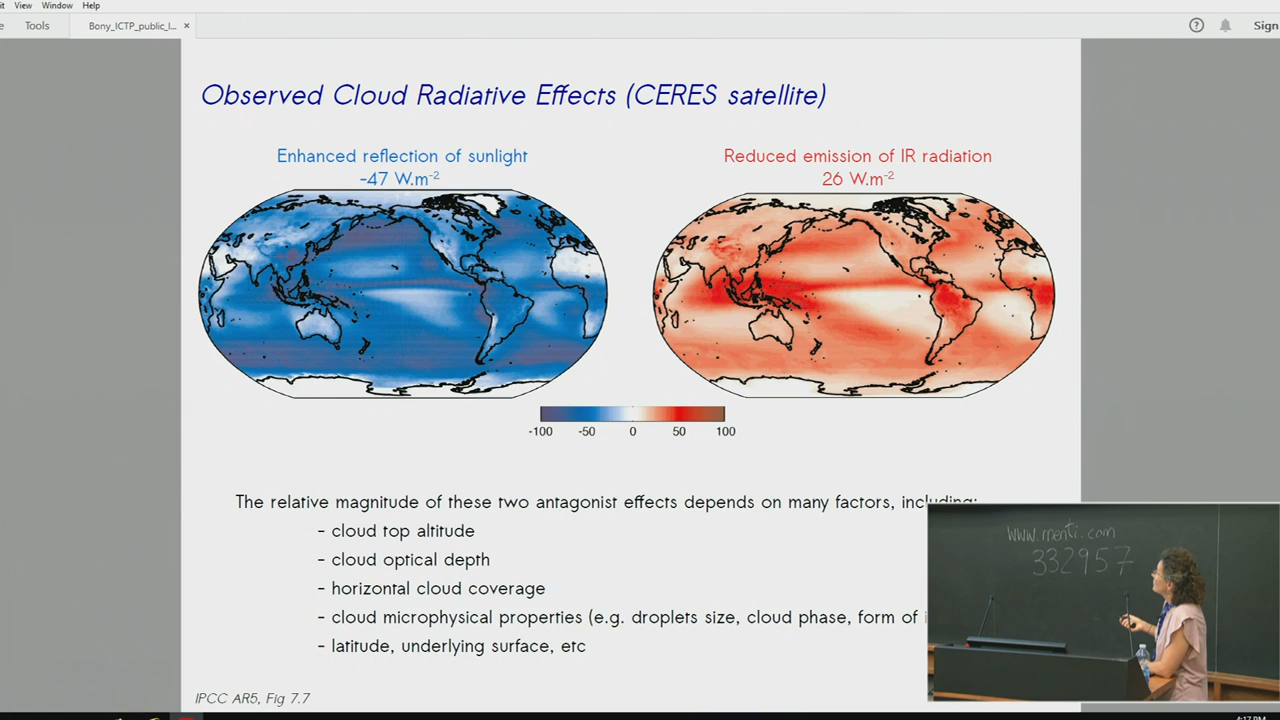 View Window Help
Tools Bony_ICTP_public_l... × Sign
Observed Cloud Radiative Effects (CERES satellite)
Enhanced reflection of sunlight
-47 W.m-2
Reduced emission of IR radiation
26 W.m-2
-100 -50 0 50 100
The relative magnitude of these two antagonist effects depends on many factors, including:
- cloud top altitude
- cloud optical depth
- horizontal cloud coverage
- cloud microphysical properties (e.g. droplets size, cloud phase, form of
- latitude, underlying surface, etc
IPCC AR5, Fig 7.7
www.menti.com
332957
4:17 PM